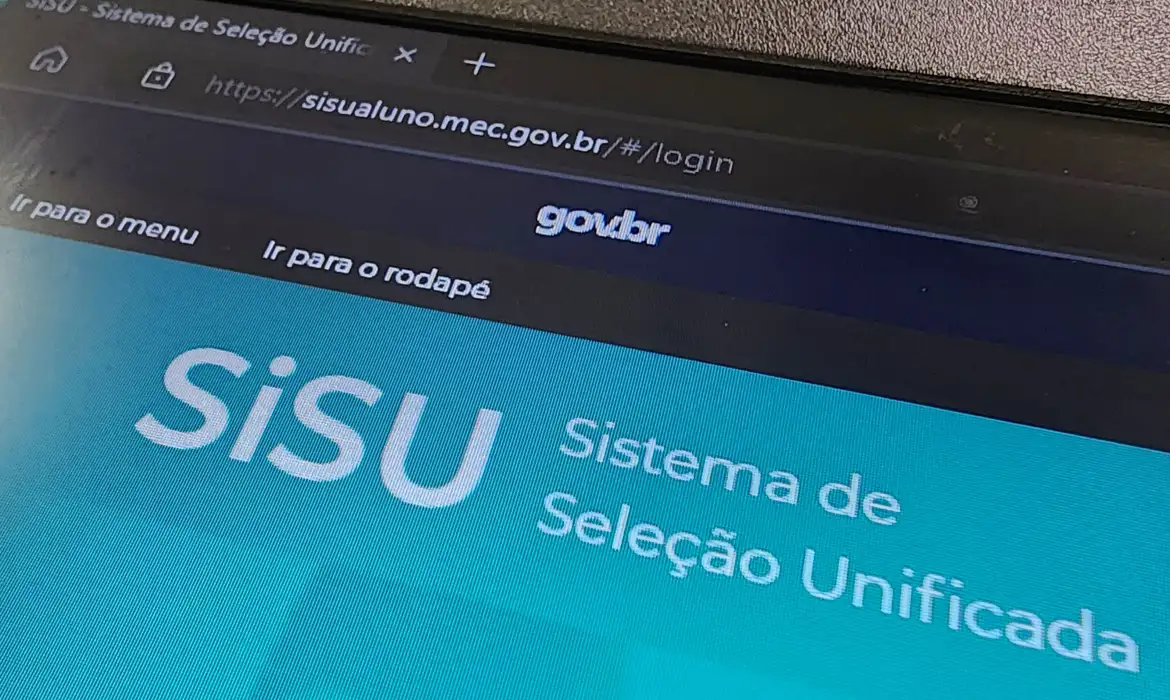 SiSU - Sistema de Seleção Unific
https://sisualuno.mec.gov.br/#/login
gov.br
Ir para o menu
Ir para o rodapé
SiSU
Sistema de
Seleção Unificada